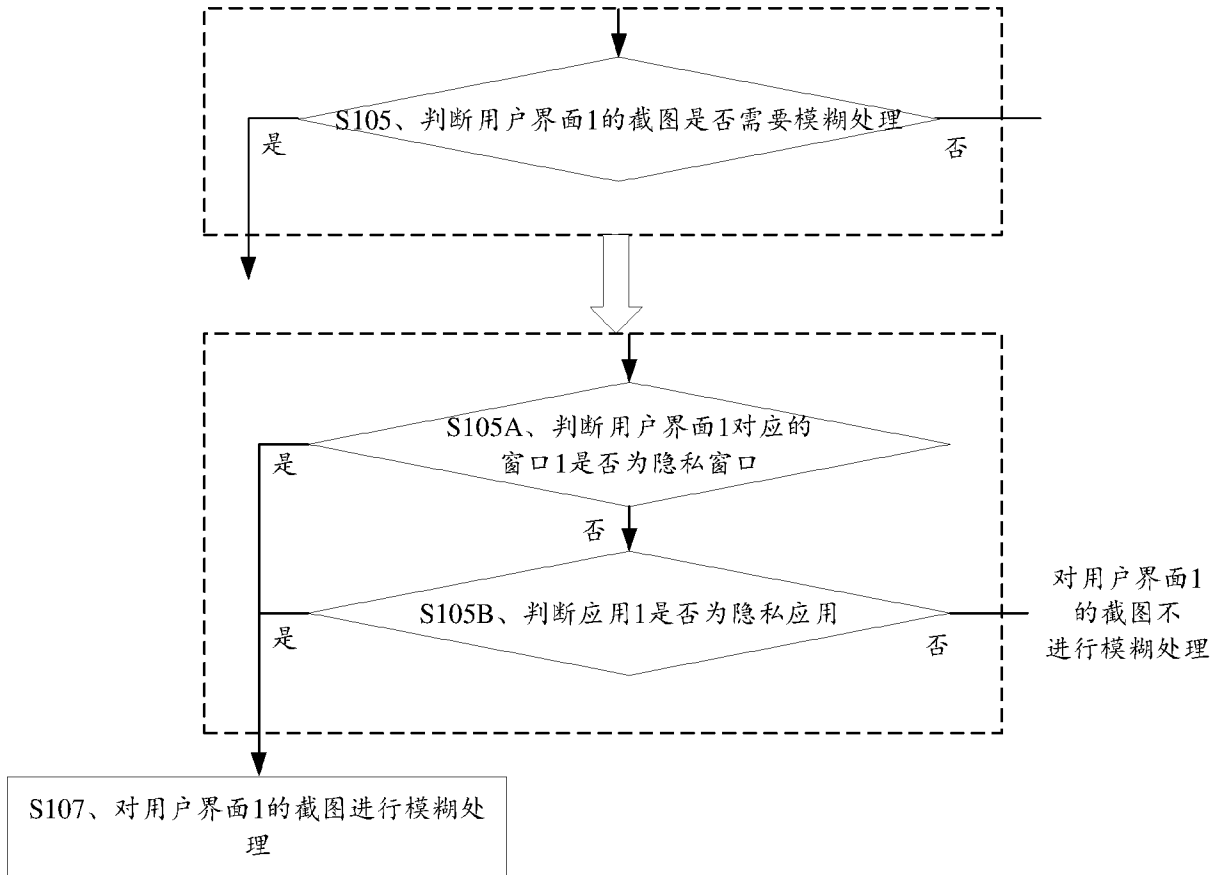 S105、判断用户界面1的截图是否需要模糊处理
是
否
S105A、判断用户界面1对应的
窗口1是否为隐私窗口
是
否
S105B、判断应用1是否为隐私应用
是
否
对用户界面1
的截图不
进行模糊处理
S107、对用户界面1的截图进行模糊处
理